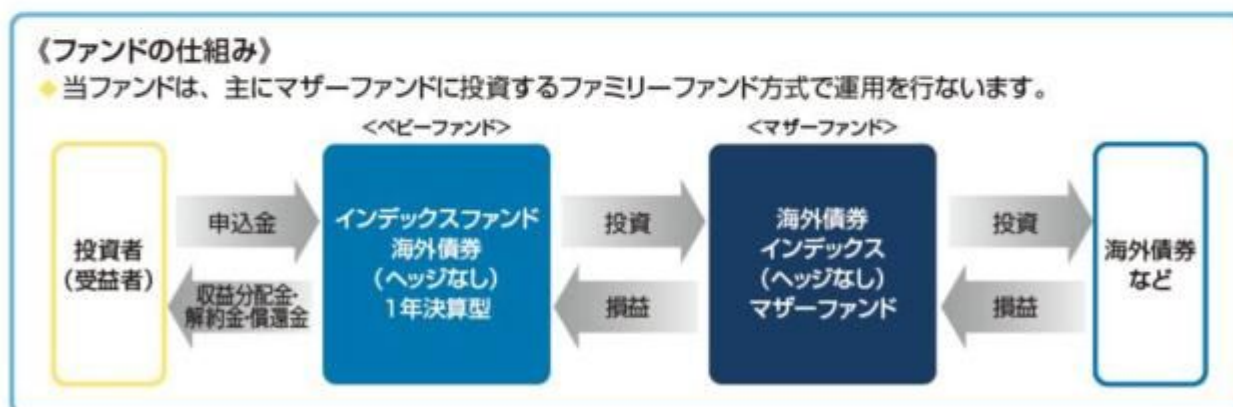 《ファンドの仕組み》
◆当ファンドは、主にマザーファンドに投資するファミリーファンド方式で運用を行ないます。
<ベビーファンド>
<マザーファンド>
投資者
(受益者)
申込金
収益分配金・
解約金・償還金
インデックスファンド
海外債券
(ヘッジなし)
1年決算型
投資
損益
海外債券
インデックス
(ヘッジなし)
マザーファンド
投資
損益
海外債券
など